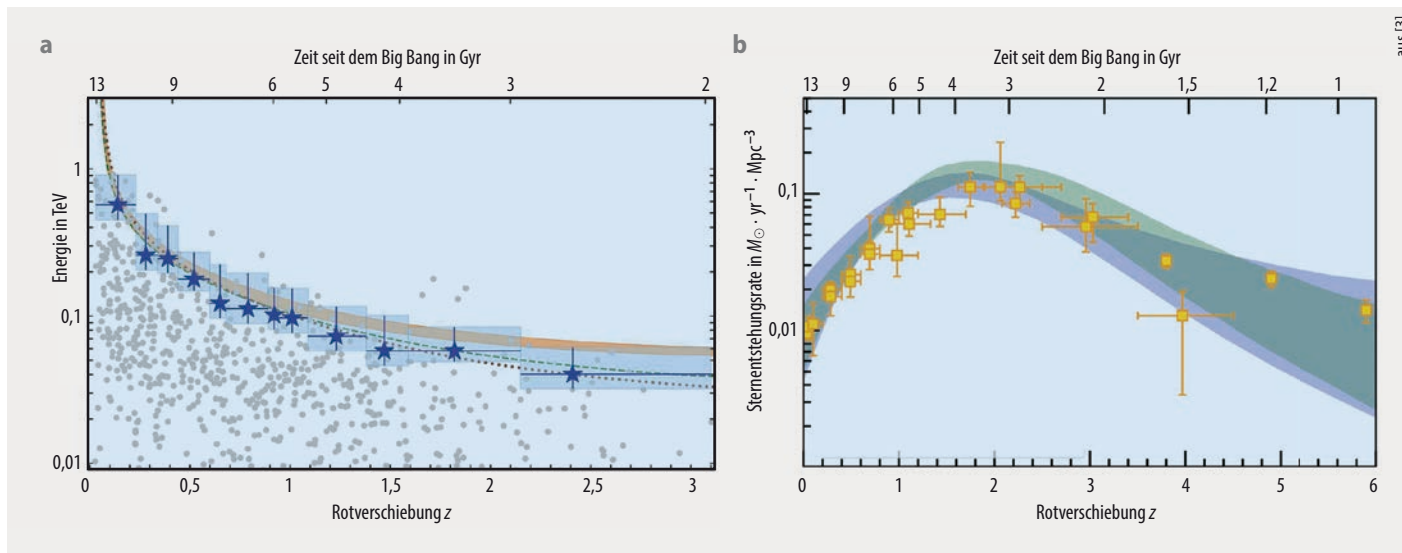 a
Zeit seit dem Big Bang in Gyr
13 9 6 5 4 3 2
Energie in TeV
1
0,1
0,01
0 0,5 1 1,5 2 2,5 3
Rotverschiebung z
b
Zeit seit dem Big Bang in Gyr
13 9 6 5 4 3 2 1,5 1,2 1
Sternentstehungsrate in M☉ · yr⁻¹ · Mpc⁻³
0,1
0,01
0 1 2 3 4 5 6
Rotverschiebung z
aus [3]